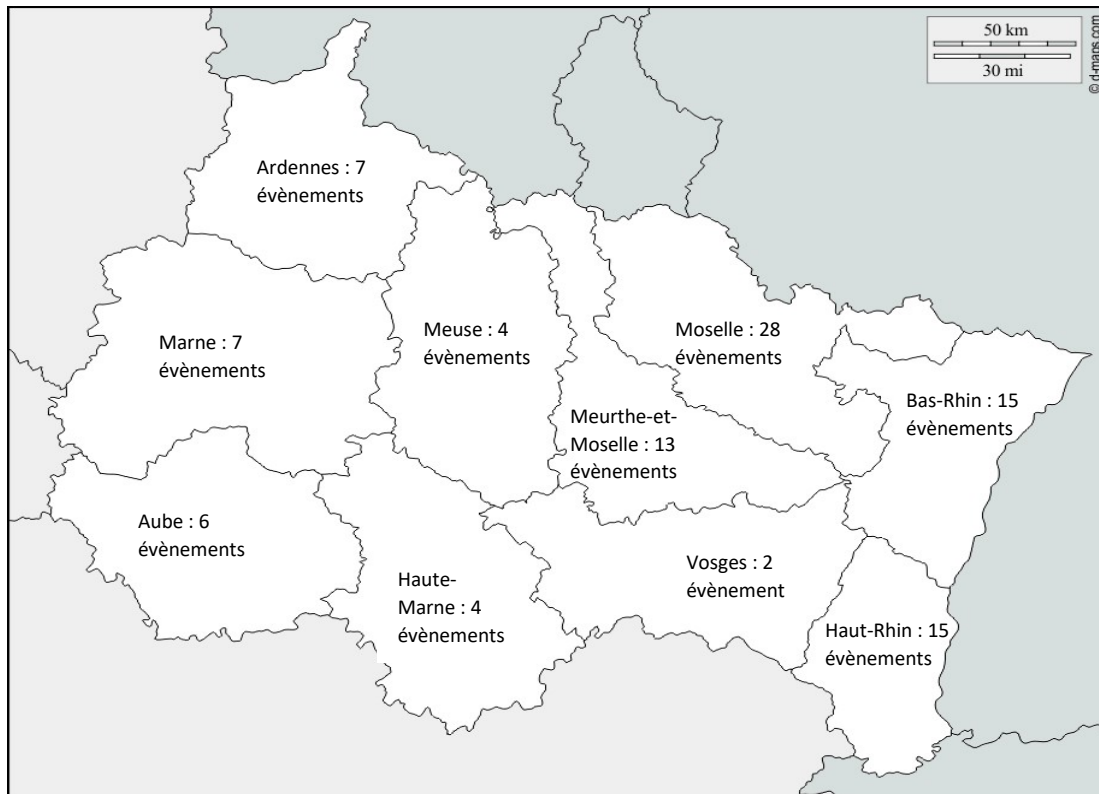 50 km
30 mi
© d-maps.com
Ardennes : 7
évènements
Marne : 7
évènements
Meuse : 4
évènements
Moselle : 28
évènements
Meurthe-et-
Moselle : 13
évènements
Bas-Rhin : 15
évènements
Aube : 6
évènements
Haute-
Marne : 4
évènements
Vosges : 2
évènement
Haut-Rhin : 15
évènements